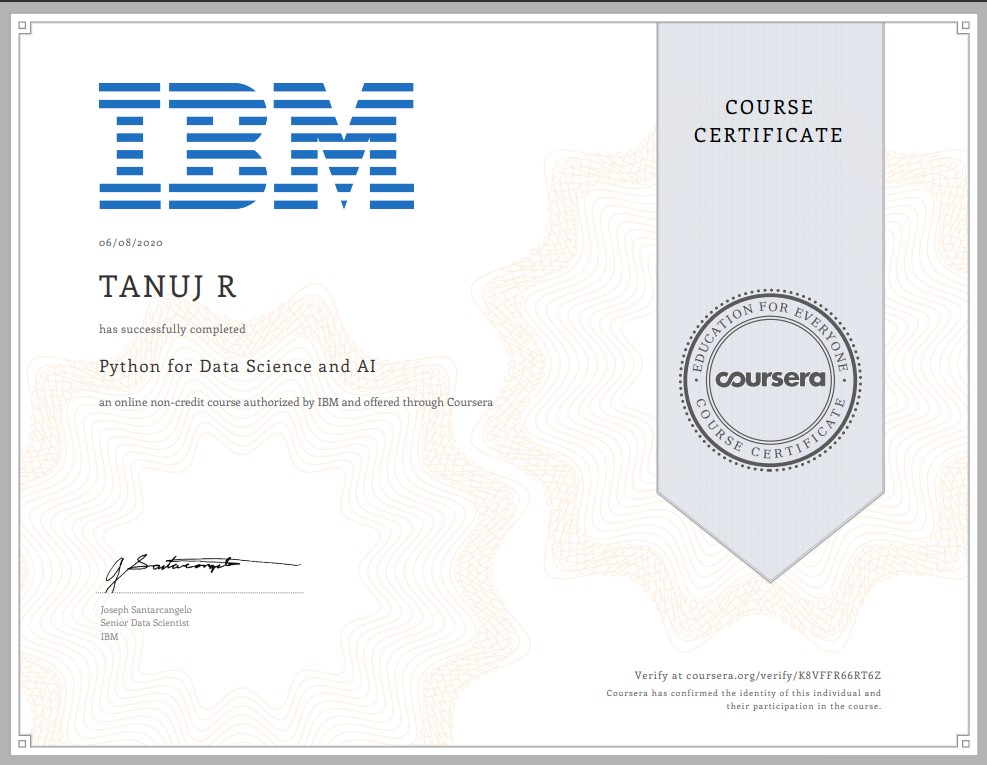 IBM
06/08/2020
TANUJ R
has successfully completed
Python for Data Science and AI
an online non-credit course authorized by IBM and offered through Coursera
Joseph Santarcangelo
Senior Data Scientist
IBM
COURSE
CERTIFICATE
EDUCATION FOR EVERYONE
coursera
COURSE CERTIFICATE
Verify at coursera.org/verify/K8VFFR66RT6Z
Coursera has confirmed the identity of this individual and
their participation in the course.